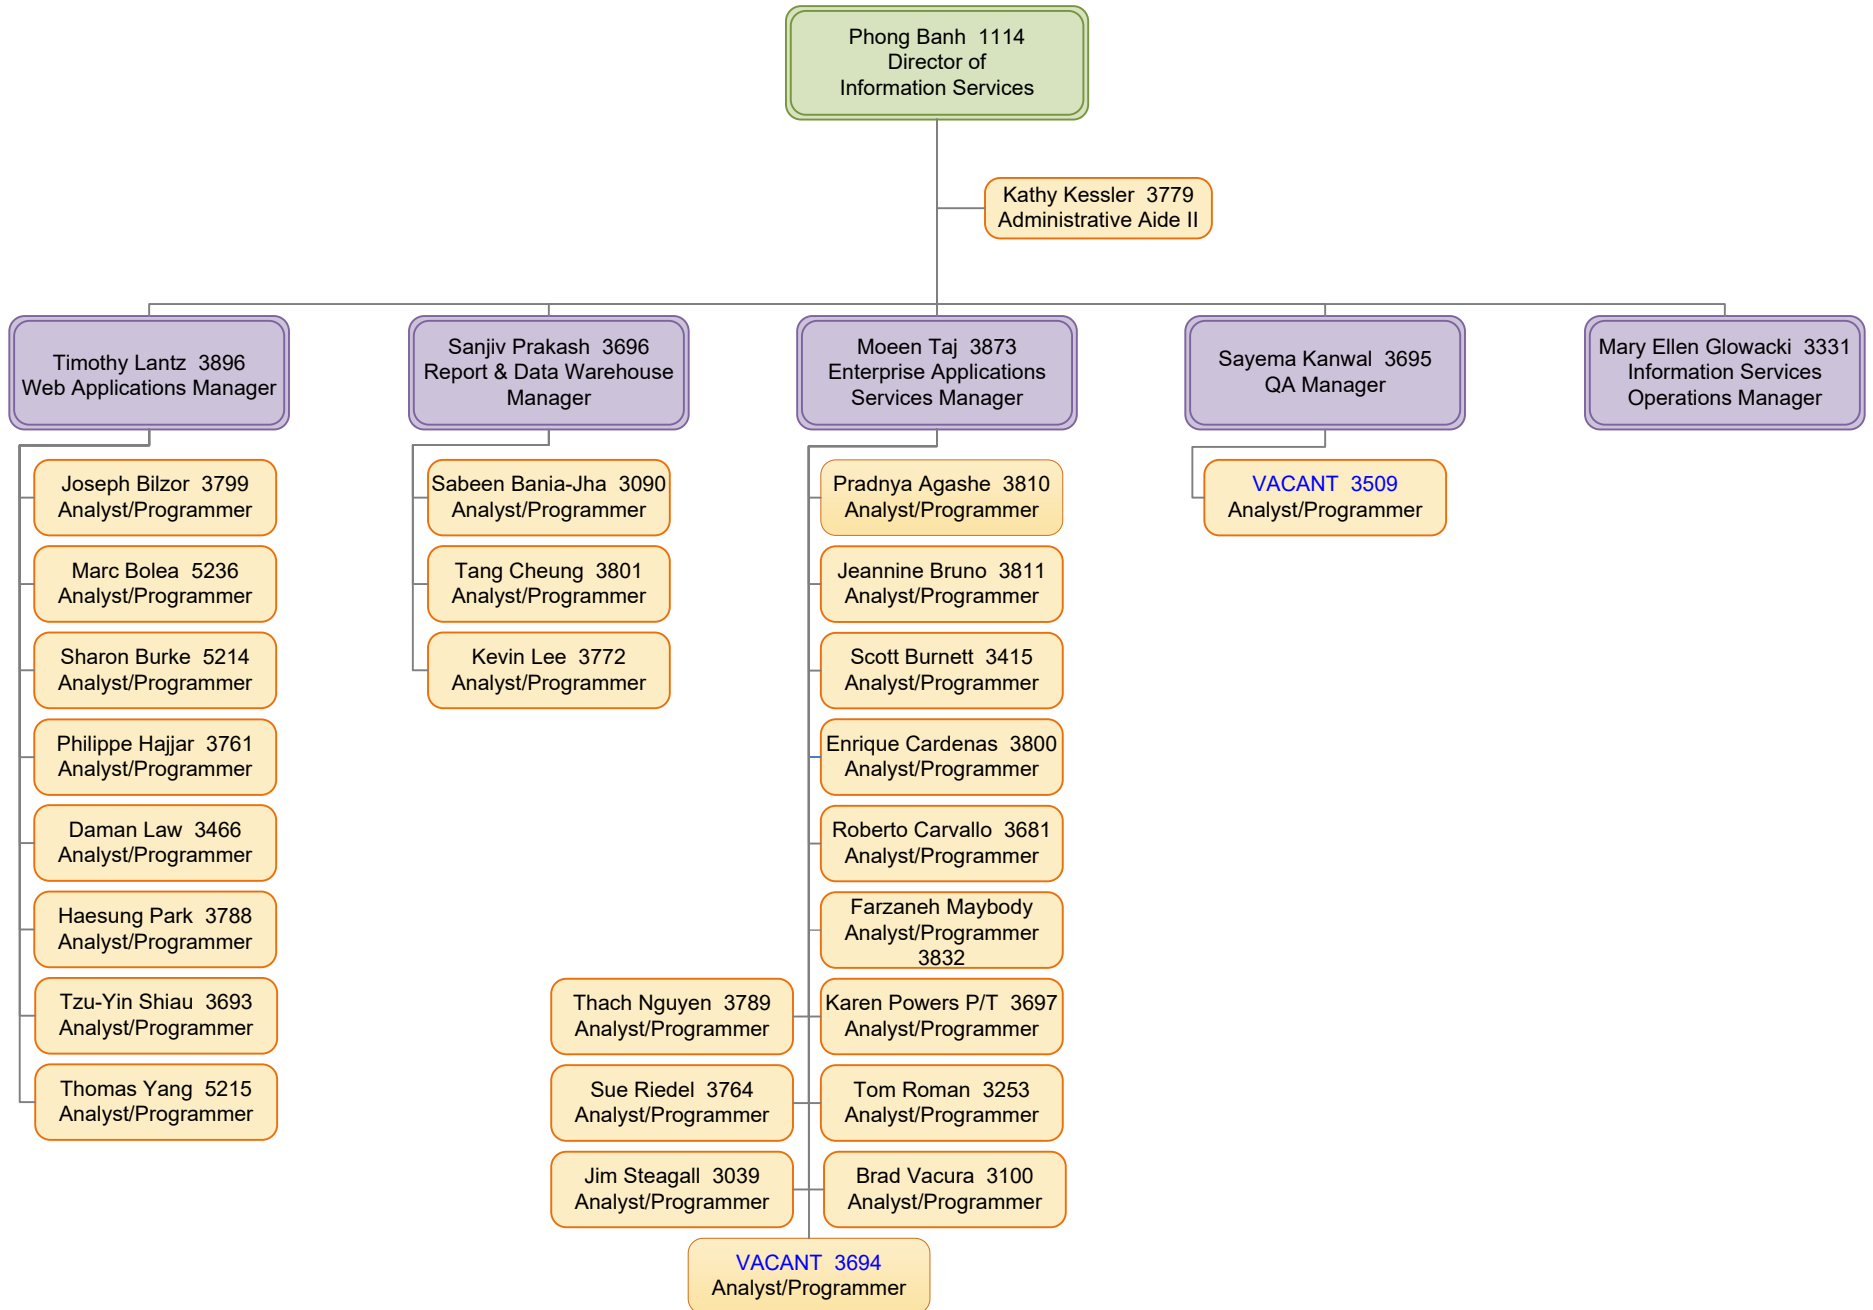 Phong Banh  1114
Director of
Information Services
Kathy Kessler  3779
Administrative Aide II
Timothy Lantz  3896
Web Applications Manager
Sanjiv Prakash  3696
Report & Data Warehouse
Manager
Moeen Taj  3873
Enterprise Applications
Services Manager
Sayema Kanwal  3695
QA Manager
Mary Ellen Glowacki  3331
Information Services
Operations Manager
Joseph Bilzor  3799
Analyst/Programmer
Marc Bolea  5236
Analyst/Programmer
Sharon Burke  5214
Analyst/Programmer
Philippe Hajjar  3761
Analyst/Programmer
Daman Law  3466
Analyst/Programmer
Haesung Park  3788
Analyst/Programmer
Tzu-Yin Shiau  3693
Analyst/Programmer
Thomas Yang  5215
Analyst/Programmer
Sabeen Bania-Jha  3090
Analyst/Programmer
Tang Cheung  3801
Analyst/Programmer
Kevin Lee  3772
Analyst/Programmer
Pradnya Agashe  3810
Analyst/Programmer
Jeannine Bruno  3811
Analyst/Programmer
Scott Burnett  3415
Analyst/Programmer
Enrique Cardenas  3800
Analyst/Programmer
Roberto Carvallo  3681
Analyst/Programmer
Farzaneh Maybody
Analyst/Programmer
3832
Thach Nguyen  3789
Analyst/Programmer
Karen Powers P/T  3697
Analyst/Programmer
Sue Riedel  3764
Analyst/Programmer
Tom Roman  3253
Analyst/Programmer
Jim Steagall  3039
Analyst/Programmer
Brad Vacura  3100
Analyst/Programmer
VACANT  3694
Analyst/Programmer
VACANT  3509
Analyst/Programmer